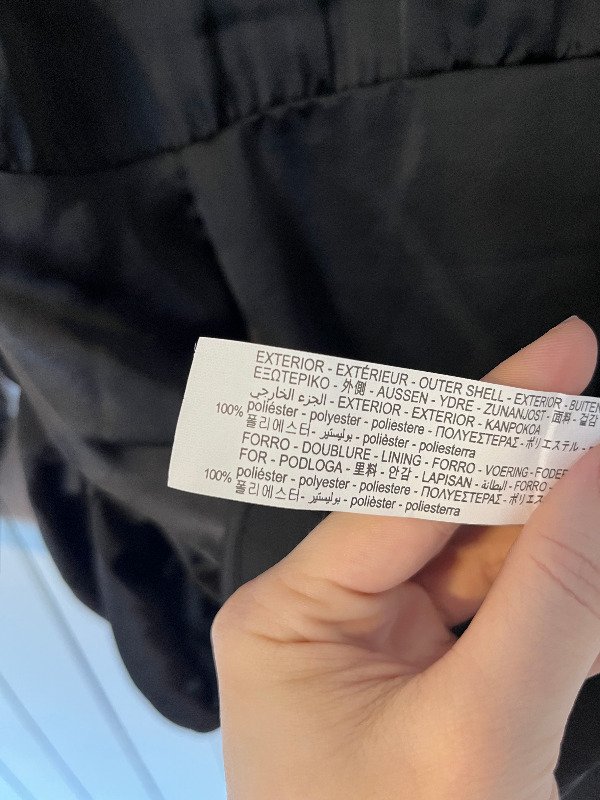 EXTERIOR - EXTÉRIEUR - OUTER SHELL - EXTERIOR - BUITEN
ΕΞΩΤΕΡΙΚΟ - 外側 - AUSSEN - YDRE - ZUNANJOST - 面料 - 겉감
الجزء الخارجي - EXTERIOR - EXTERIOR - KANPOKOA
100% poliéster - polyester - poliestere - ΠΟΛΥΕΣΤΕΡΑΣ - ポリエステル -
폴리에스터 - بوليستير - polièster - poliesterra
FORRO - DOUBLURE - LINING - FORRO - VOERING - FODER
FOR - PODLOGA - 里料 - 안감 - LAPISAN - البطانة - FORRO -
100% poliéster - polyester - poliestere - ΠΟΛΥΕΣΤΕΡΑΣ - ポリエス
폴리에스터 - بوليستير - polièster - poliesterra